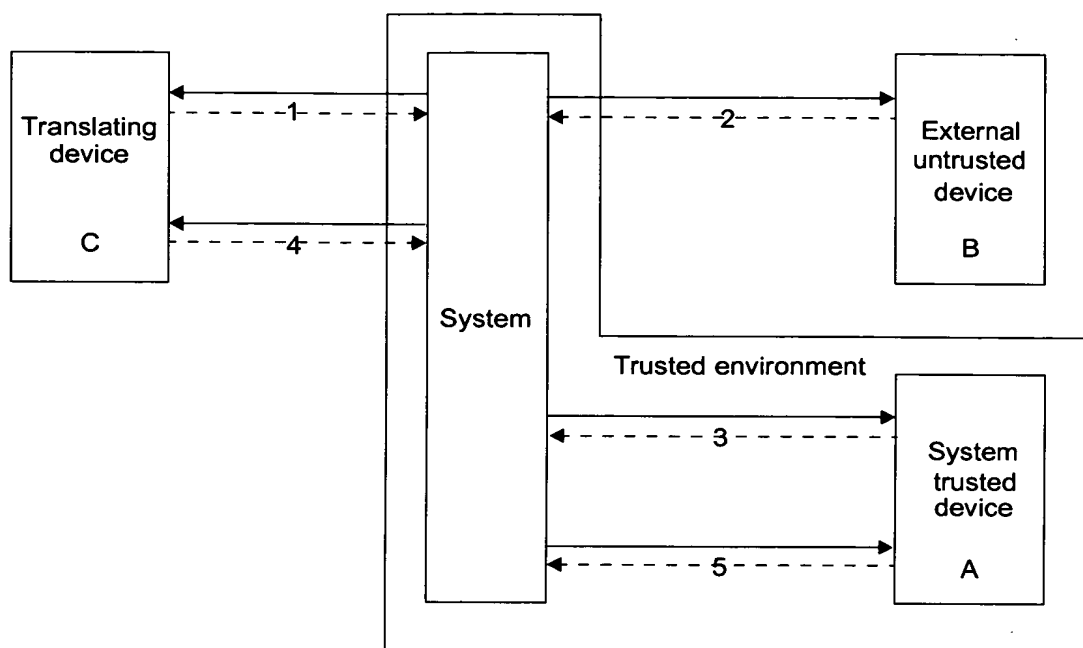 Translating
device
C
1
4
System
2
External
untrusted
device
B
Trusted environment
3
5
System
trusted
device
A